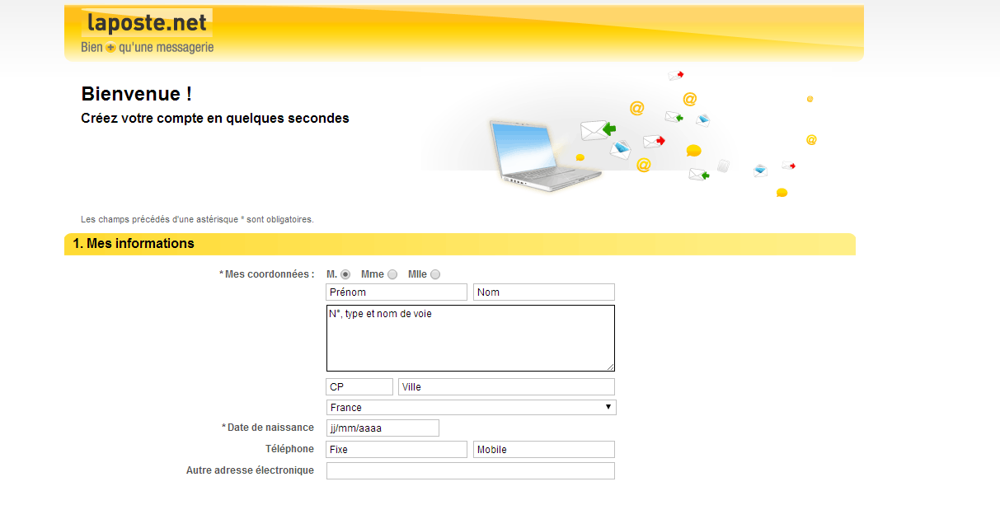 laposte.net
Bien + qu'une messagerie
Bienvenue !
Créez votre compte en quelques secondes
Les champs précédés d'une astérisque * sont obligatoires.
1. Mes informations
* Mes coordonnées : M. Mme Mlle
Prénom Nom
N°, type et nom de voie
CP Ville
France
* Date de naissance jj/mm/aaaa
Téléphone Fixe Mobile
Autre adresse électronique